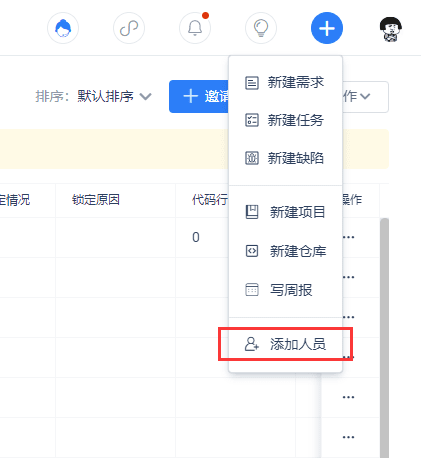 排序: 默认排序
邀请
作
新建需求
新建任务
新建缺陷
新建项目
新建仓库
写周报
添加人员
定情况
锁定原因
代码行
操作
0